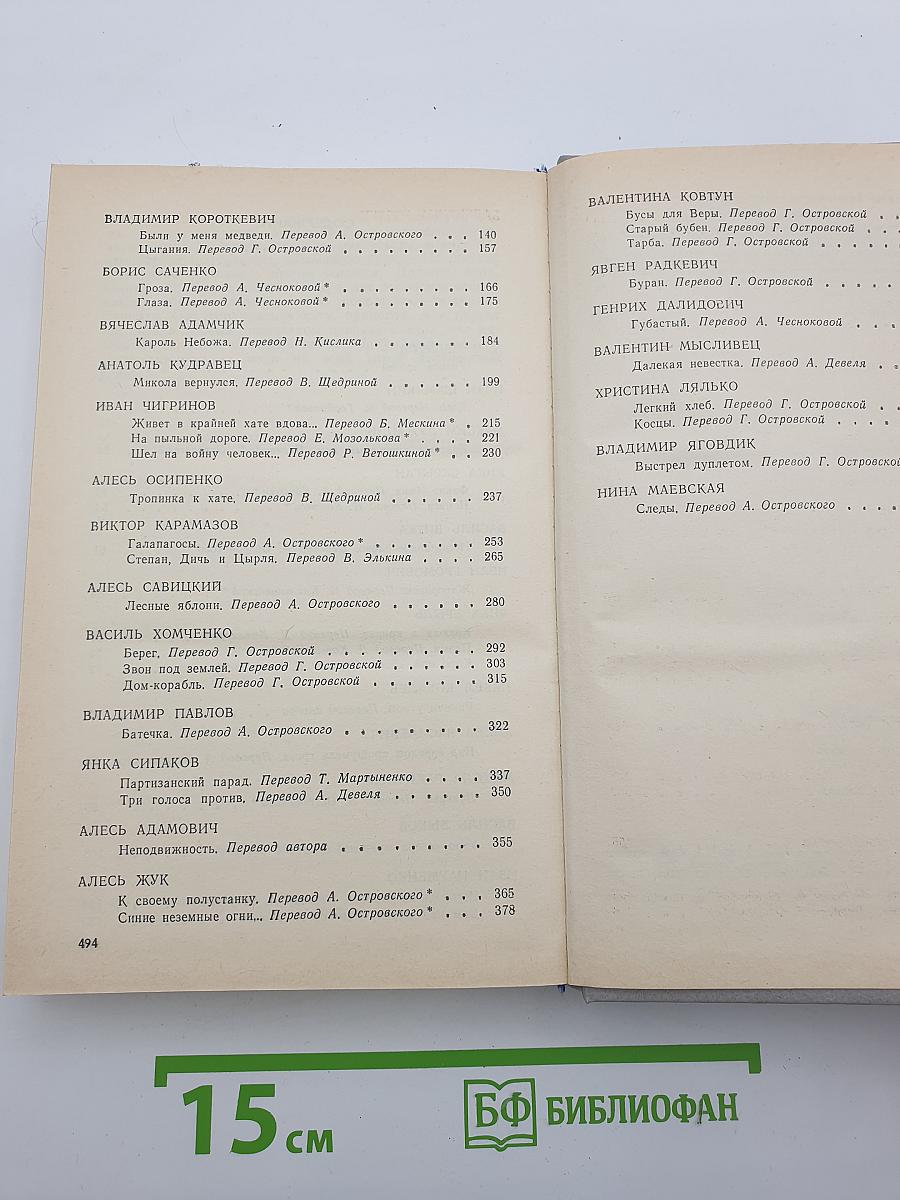 ВЛАДИМИР КОРОТКЕВИЧ
Были у меня медведи. Перевод А. Островского . . . 140
Цыгания. Перевод Г. Островской . . . . . . . . . 157
БОРИС САЧЕНКО
Гроза. Перевод А. Чесноковой * . . . . . . . . . 166
Глаза. Перевод А. Чесноковой * . . . . . . . . . 175
ВЯЧЕСЛАВ АДАМЧИК
Кароль Небожа. Перевод Н. Кислика . . . . . . . 184
АНАТОЛЬ КУДРАВЕЦ
Микола вернулся. Перевод В. Щедриной . . . . . . 199
ИВАН ЧИГРИНОВ
Живет в крайней хате вдова... Перевод Б. Мескина * . 215
На пыльной дороге. Перевод Е. Мозолькова * . . . . 221
Шел на войну человек... Перевод Р. Ветошкиной * . . 230
АЛЕСЬ ОСИПЕНКО
Тропинка к хате. Перевод В. Щедриной . . . . . . 237
ВИКТОР КАРАМАЗОВ
Галапагосы. Перевод А. Островского * . . . . . . . 253
Степан, Дичь и Цырля. Перевод В. Элькина . . . . 265
АЛЕСЬ САВИЦКИЙ
Лесные яблони. Перевод А. Островского . . . . . . 280
ВАСИЛЬ ХОМЧЕНКО
Берег. Перевод Г. Островской . . . . . . . . . . 292
Звон под землей. Перевод Г. Островской . . . . . . 303
Дом-корабль. Перевод Г. Островской . . . . . . . 315
ВЛАДИМИР ПАВЛОВ
Батечка. Перевод А. Островского . . . . . . . . . 322
ЯНКА СИПАКОВ
Партизанский парад. Перевод Т. Мартыненко . . . . 337
Три голоса против. Перевод А. Девеля . . . . . . 350
АЛЕСЬ АДАМОВИЧ
Неподвижность. Перевод автора . . . . . . . . . 355
АЛЕСЬ ЖУК
К своему полустанку. Перевод А. Островского * . . . 365
Синие неземные огни... Перевод А. Островского * . . . 378
494
ВАЛЕНТИНА КОВТУН
Бусы для Веры. Перевод Г. Островской . .
Старый бубен. Перевод Г. Островской . . .
Тарба. Перевод Г. Островской . . . . . .
ЯВГЕН РАДКЕВИЧ
Буран. Перевод Г. Островской . . . . . .
ГЕНРИХ ДАЛИДОВИЧ
Губастый. Перевод А. Чесноковой . . . .
ВАЛЕНТИН МЫСЛИВЕЦ
Далекая невестка. Перевод А. Девеля . .
ХРИСТИНА ЛЯЛЬКО
Легкий хлеб. Перевод Г. Островской . .
Косцы. Перевод Г. Островской . . . . .
ВЛАДИМИР ЯГОВДИК
Выстрел дуплетом. Перевод Г. Островской
НИНА МАЕВСКАЯ
Следы. Перевод А. Островского . . . .
15 см
БФ БИБЛИОФАН